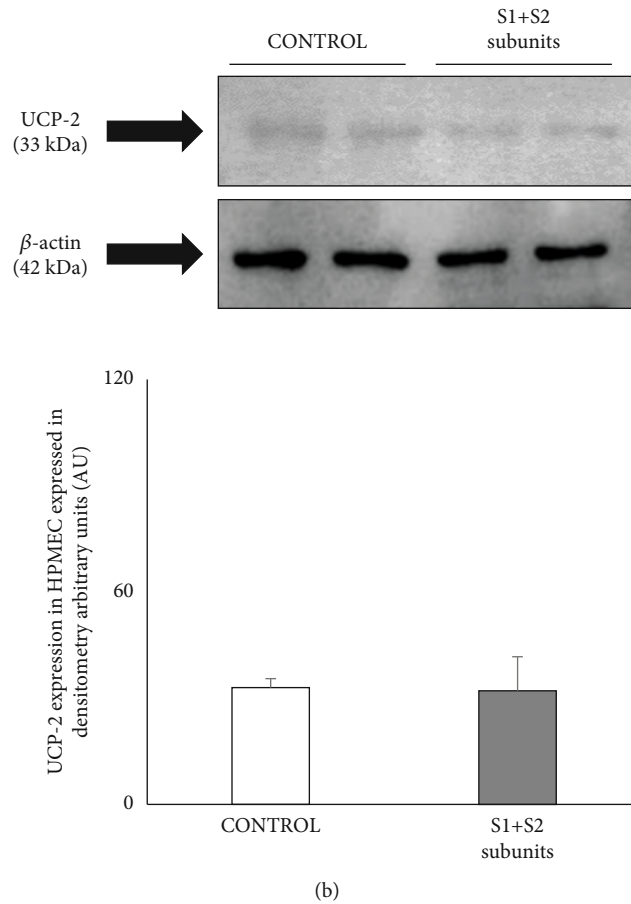 CONTROL
S1+S2
subunits
UCP-2
(33 kDa)
β-actin
(42 kDa)
120
60
0
UCP-2 expression in HPMEC expressed in
densitometry arbitrary units (AU)
CONTROL
S1+S2
subunits
(b)